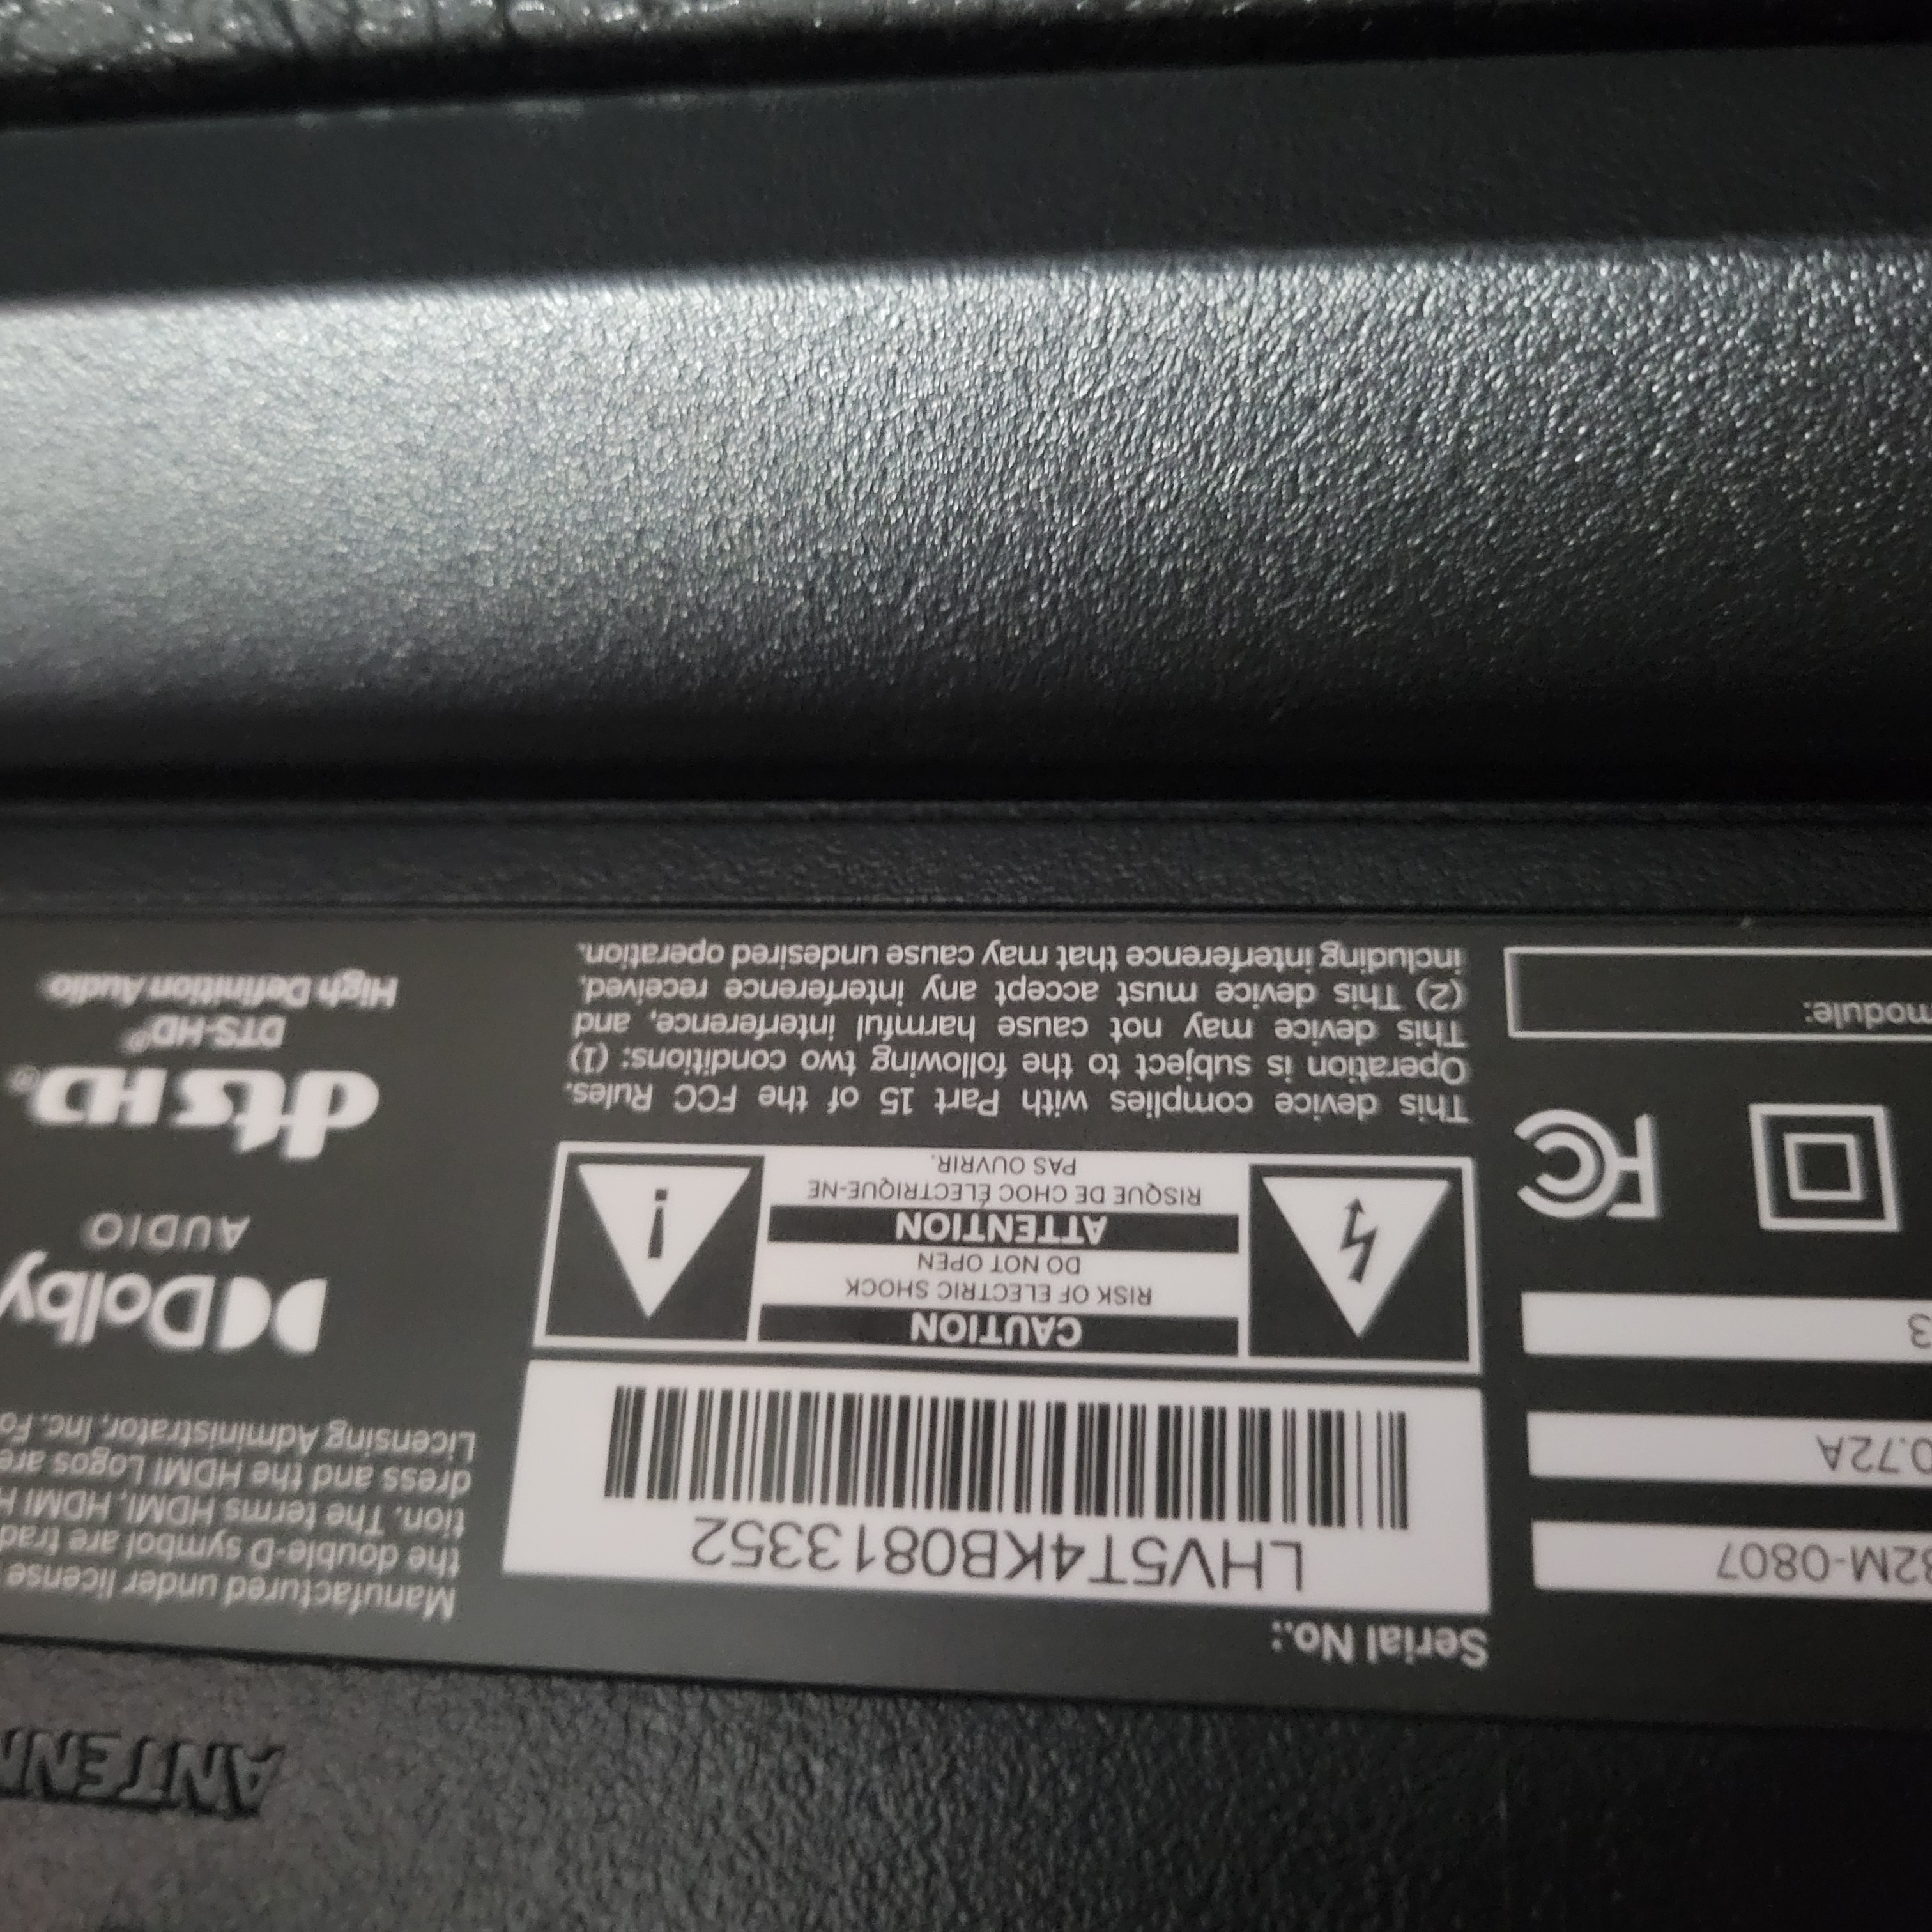 ANTENN
Serial No.:
LHV5T4KB0813352
CAUTION
RISK OF ELECTRIC SHOCK
DO NOT OPEN
ATTENTION
RISQUE DE CHOC ÉLECTRIQUE-NE
PAS OUVRIR.
This device complies with Part 15 of the FCC Rules.
Operation is subject to the following two conditions: (1)
This device may not cause harmful interference, and
(2) This device must accept any interference received,
including interference that may cause undesired operation.
32M-0807
0.72A
3
FC
module:
Manufactured under license
the double-D symbol are trad
tion. The terms HDMI, HDMI H
dress and the HDMI Logos are
Licensing Administrator, Inc. Fo
Dolby
AUDIO
dts HD®
DTS-HD®
High Definition Audio